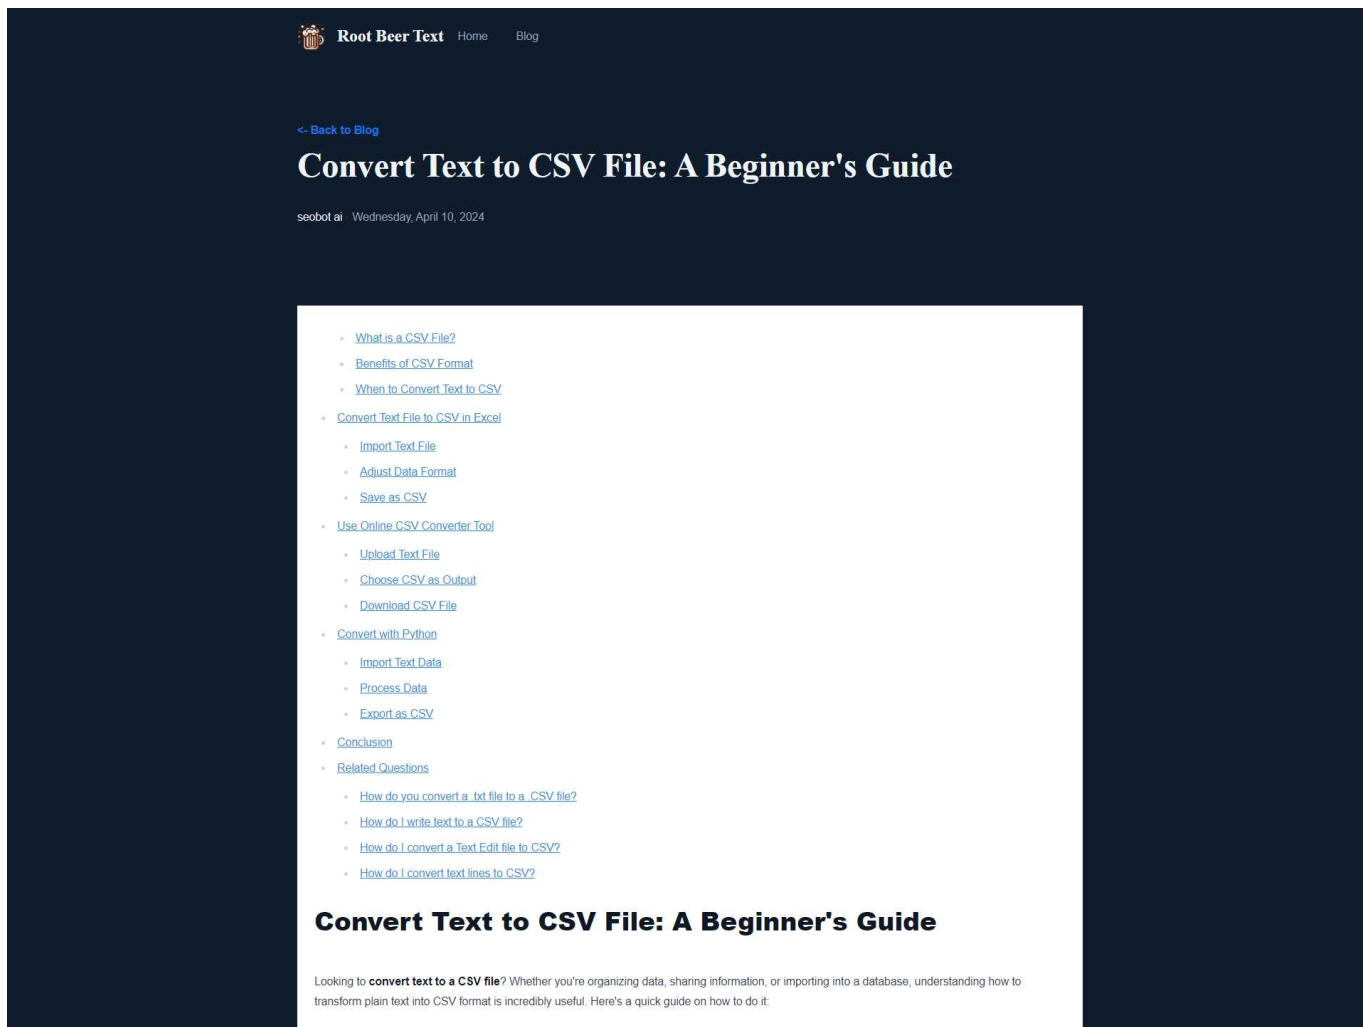 Root Beer Text Home Blog
<- Back to Blog
Convert Text to CSV File: A Beginner's Guide
seobot ai · Wednesday, April 10, 2024
What is a CSV File?
Benefits of CSV Format
When to Convert Text to CSV
Convert Text File to CSV in Excel
Import Text File
Adjust Data Format
Save as CSV
Use Online CSV Converter Tool
Upload Text File
Choose CSV as Output
Download CSV File
Convert with Python
Import Text Data
Process Data
Export as CSV
Conclusion
Related Questions
How do you convert a .txt file to a .CSV file?
How do I write text to a CSV file?
How do I convert a Text Edit file to CSV?
How do I convert text lines to CSV?
Convert Text to CSV File: A Beginner's Guide
Looking to convert text to a CSV file? Whether you're organizing data, sharing information, or importing into a database, understanding how to
transform plain text into CSV format is incredibly useful. Here's a quick guide on how to do it: